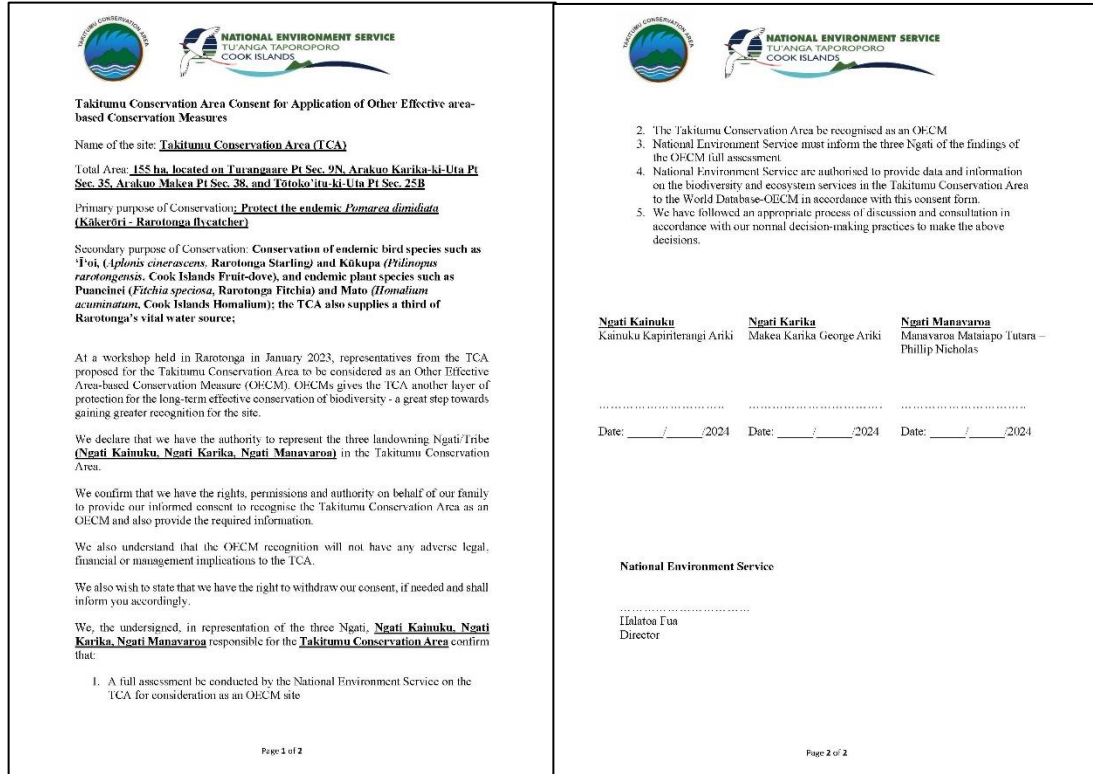 TAKITUMU CONSERVATION AREA
NATIONAL ENVIRONMENT SERVICE
TU'ANGA TAPOROPORO
COOK ISLANDS
Takitumu Conservation Area Consent for Application of Other Effective area-
based Conservation Measures
Name of the site: Takitumu Conservation Area (TCA)
Total Area: 155 ha, located on Turangaare Pt Sec. 9N, Arakuo Karika-ki-Uta Pt
Sec. 35, Arakuo Makea Pt Sec. 38, and Tōtoko'itu-ki-Uta Pt Sec. 25B
Primary purpose of Conservation: Protect the endemic Pomarea dimidiata
(Kākerōri - Rarotonga flycatcher)
Secondary purpose of Conservation: Conservation of endemic bird species such as
'Ī'oi, (Aplonis cinerascens, Rarotonga Starling) and Kūkupa (Ptilinopus
rarotongensis, Cook Islands Fruit-dove), and endemic plant species such as
Puaneinei (Fitchia speciosa, Rarotonga Fitchia) and Mato (Homalium
acuminatum, Cook Islands Homalium); the TCA also supplies a third of
Rarotonga's vital water source;
At a workshop held in Rarotonga in January 2023, representatives from the TCA
proposed for the Takitumu Conservation Area to be considered as an Other Effective
Area-based Conservation Measure (OECM). OECMs gives the TCA another layer of
protection for the long-term effective conservation of biodiversity - a great step towards
gaining greater recognition for the site.
We declare that we have the authority to represent the three landowning Ngati/Tribe
(Ngati Kainuku, Ngati Karika, Ngati Manavaroa) in the Takitumu Conservation
Area.
We confirm that we have the rights, permissions and authority on behalf of our family
to provide our informed consent to recognise the Takitumu Conservation Area as an
OECM and also provide the required information.
We also understand that the OECM recognition will not have any adverse legal,
financial or management implications to the TCA.
We also wish to state that we have the right to withdraw our consent, if needed and shall
inform you accordingly.
We, the undersigned, in representation of the three Ngati, Ngati Kainuku, Ngati
Karika, Ngati Manavaroa responsible for the Takitumu Conservation Area confirm
that:
1. A full assessment be conducted by the National Environment Service on the
TCA for consideration as an OECM site
Page 1 of 2
TAKITUMU CONSERVATION AREA
NATIONAL ENVIRONMENT SERVICE
TU'ANGA TAPOROPORO
COOK ISLANDS
2. The Takitumu Conservation Area be recognised as an OECM
3. National Environment Service must inform the three Ngati of the findings of
the OECM full assessment
4. National Environment Service are authorised to provide data and information
on the biodiversity and ecosystem services in the Takitumu Conservation Area
to the World Database-OECM in accordance with this consent form.
5. We have followed an appropriate process of discussion and consultation in
accordance with our normal decision-making practices to make the above
decisions.
Ngati Kainuku Ngati Karika Ngati Manavaroa
Kainuku Kapiriterangi Ariki Makea Karika George Ariki Manavaroa Mataiapo Tutara –
Phillip Nicholas
Date: ______/______/2024 Date: ______/______/2024 Date: ______/______/2024
National Environment Service
Halatoa Fua
Director
Page 2 of 2